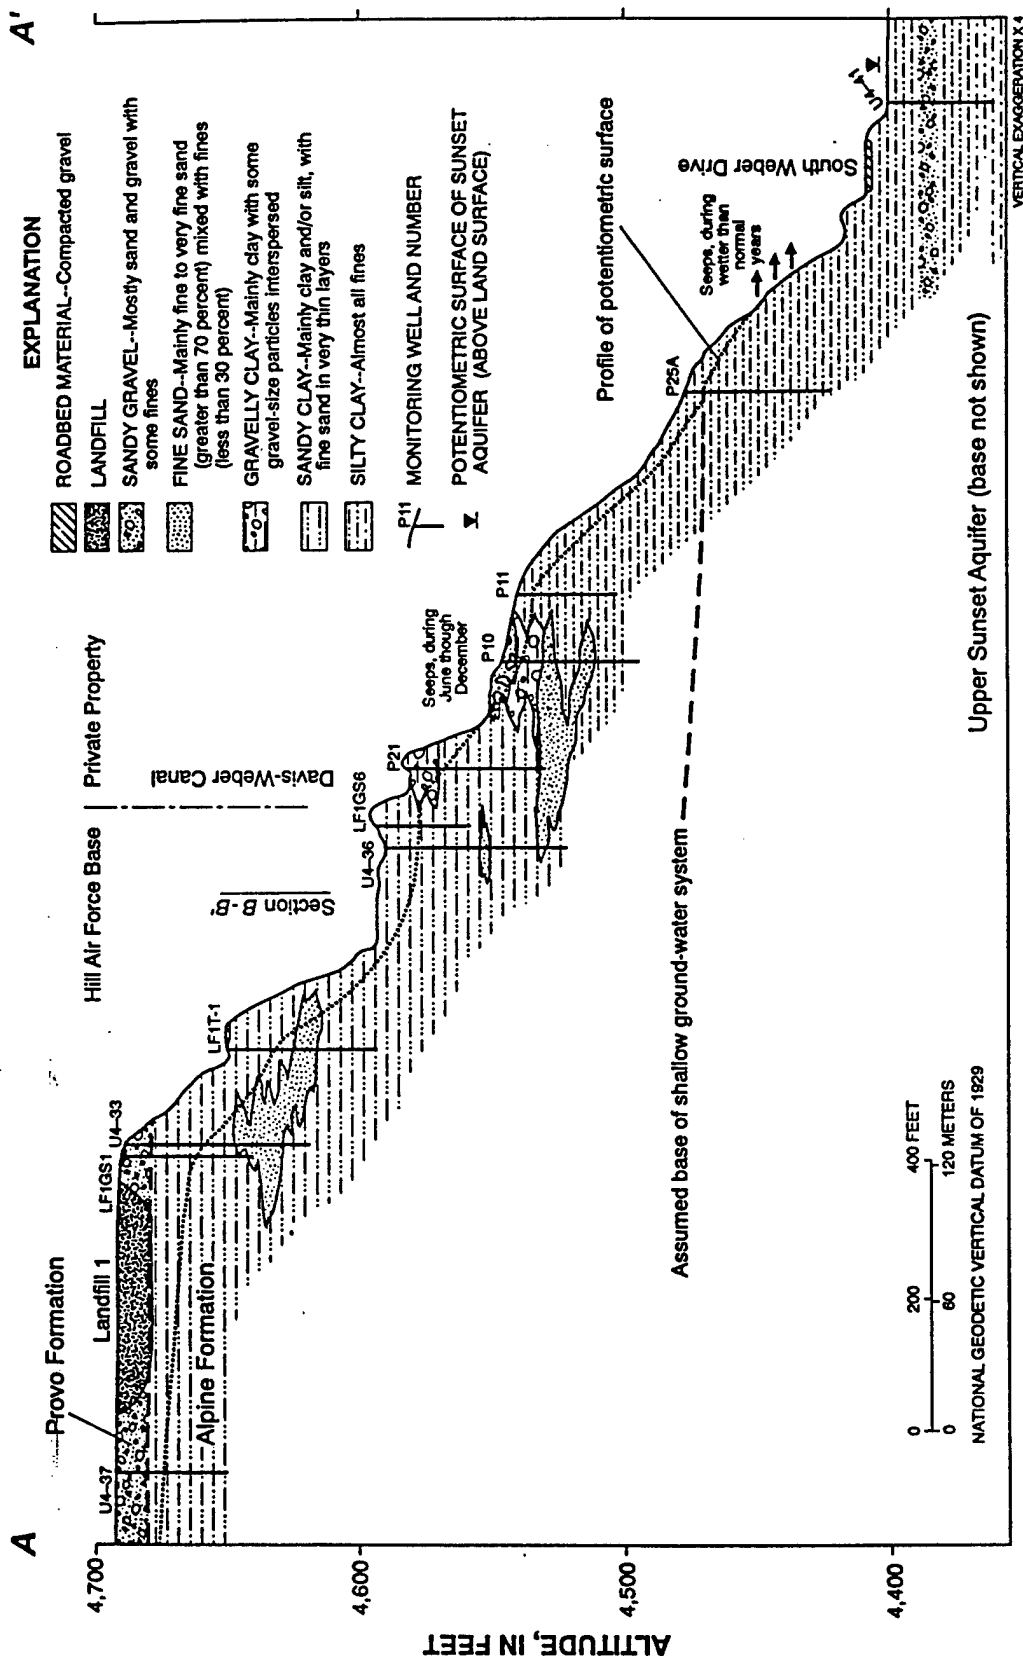 A
A'
EXPLANATION
ROADBED MATERIAL--Compacted gravel
LANDFILL
SANDY GRAVEL--Mostly sand and gravel with
some fines
FINE SAND--Mainly fine to very fine sand
(greater than 70 percent) mixed with fines
(less than 30 percent)
GRAVELLY CLAY--Mainly clay with some
gravel-size particles interspersed
SANDY CLAY--Mainly clay and/or silt, with
fine sand in very thin layers
SILTY CLAY--Almost all fines
P11
MONITORING WELL AND NUMBER
POTENTIOMETRIC SURFACE OF SUNSET
AQUIFER (ABOVE LAND SURFACE)
Hill Air Force Base
Private Property
Section B-B'
Davis-Weber Canal
Provo Formation
Landfill 1
Alpine Formation
U4-37
LF1GS1
U4-33
LF1T-1
U4-36
LF1GS6
P21
Seeps, during
June though
December
P10
P11
P25A
Profile of potentiometric surface
Seeps, during
wetter than
normal
years
South Weber Drive
U4-41
Assumed base of shallow ground-water system
Upper Sunset Aquifer (base not shown)
4,700
4,600
4,500
4,400
ALTITUDE, IN FEET
0 200 400 FEET
0 60 120 METERS
NATIONAL GEODETIC VERTICAL DATUM OF 1929
VERTICAL EXAGGERATION X 4